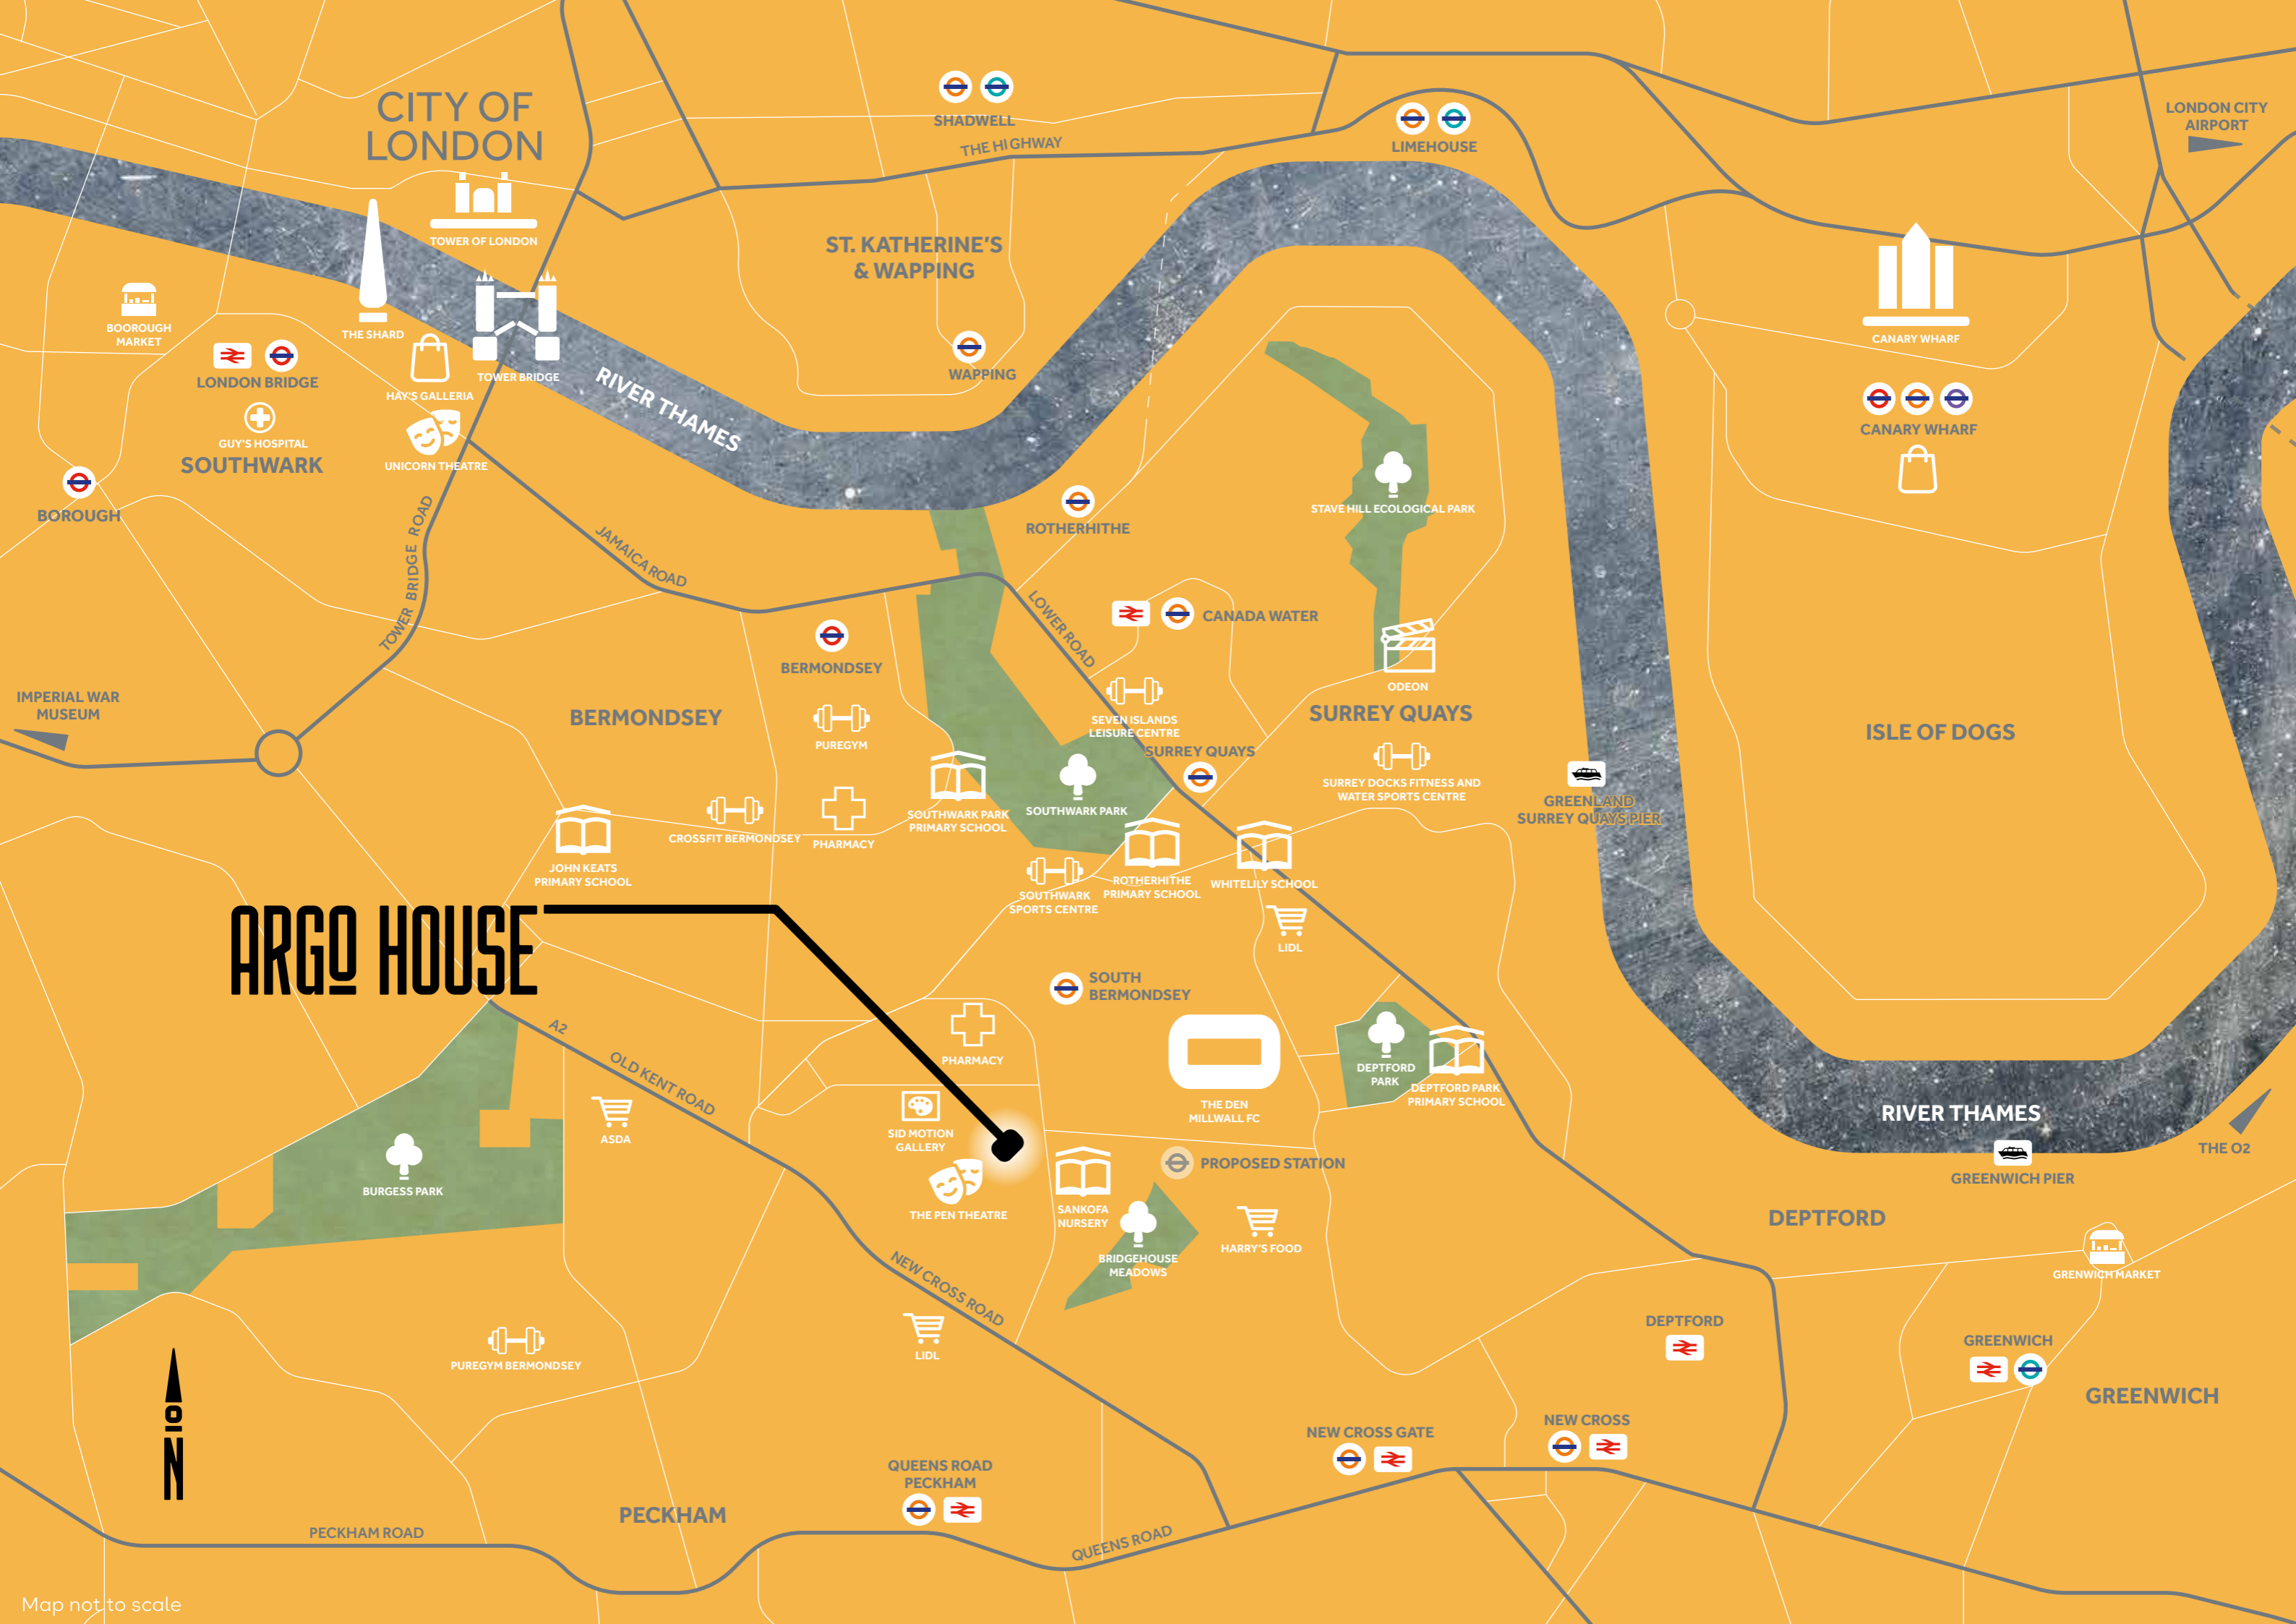 CITY OF
LONDON
SHADWELL
THE HIGHWAY
LIMEHOUSE
LONDON CITY
AIRPORT
TOWER OF LONDON
ST. KATHERINE'S
& WAPPING
BOOROUGH
MARKET
THE SHARD
TOWER BRIDGE
CANARY WHARF
LONDON BRIDGE
HAY'S GALLERIA
RIVER THAMES
WAPPING
GUY'S HOSPITAL
SOUTHWARK
UNICORN THEATRE
CANARY WHARF
BOROUGH
TOWER BRIDGE ROAD
JAMAICA ROAD
ROTHERHITHE
STAVE HILL ECOLOGICAL PARK
LOWER ROAD
CANADA WATER
BERMONDSEY
ODEON
IMPERIAL WAR
MUSEUM
BERMONDSEY
PUREGYM
SEVEN ISLANDS
LEISURE CENTRE
SURREY QUAYS
SURREY QUAYS
ISLE OF DOGS
SURREY DOCKS FITNESS AND
WATER SPORTS CENTRE
GREENLAND
SURREY QUAYS PIER
CROSSFIT BERMONDSEY
PHARMACY
SOUTHWARK PARK
PRIMARY SCHOOL
SOUTHWARK PARK
JOHN KEATS
PRIMARY SCHOOL
SOUTHWARK
SPORTS CENTRE
ROTHERHITHE
PRIMARY SCHOOL
WHITELILY SCHOOL
LIDL
ARGO HOUSE
SOUTH
BERMONDSEY
A2
OLD KENT ROAD
PHARMACY
DEPTFORD
PARK
DEPTFORD PARK
PRIMARY SCHOOL
THE DEN
MILLWALL FC
ASDA
SID MOTION
GALLERY
RIVER THAMES
THE O2
PROPOSED STATION
GREENWICH PIER
BURGESS PARK
THE PEN THEATRE
SANKOFA
NURSERY
BRIDGEHOUSE
MEADOWS
HARRY'S FOOD
DEPTFORD
GRENWICH MARKET
NEW CROSS ROAD
PUREGYM BERMONDSEY
LIDL
DEPTFORD
GREENWICH
GREENWICH
N
NEW CROSS GATE
NEW CROSS
QUEENS ROAD
PECKHAM
PECKHAM
PECKHAM ROAD
QUEENS ROAD
Map not to scale